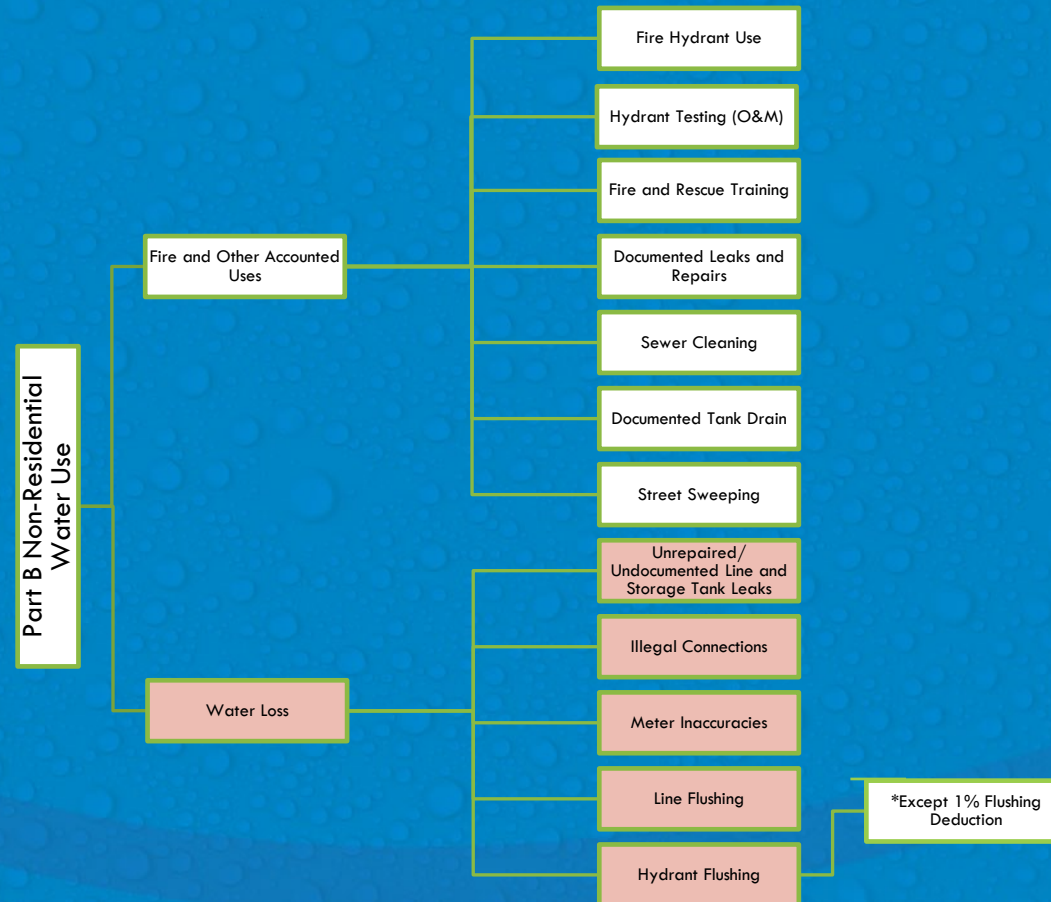 Part B Non-Residential
Water Use
Fire and Other Accounted
Uses
Fire Hydrant Use
Hydrant Testing (O&M)
Fire and Rescue Training
Documented Leaks and
Repairs
Sewer Cleaning
Documented Tank Drain
Street Sweeping
Water Loss
Unrepaired/
Undocumented Line and
Storage Tank Leaks
Illegal Connections
Meter Inaccuracies
Line Flushing
Hydrant Flushing
*Except 1% Flushing
Deduction